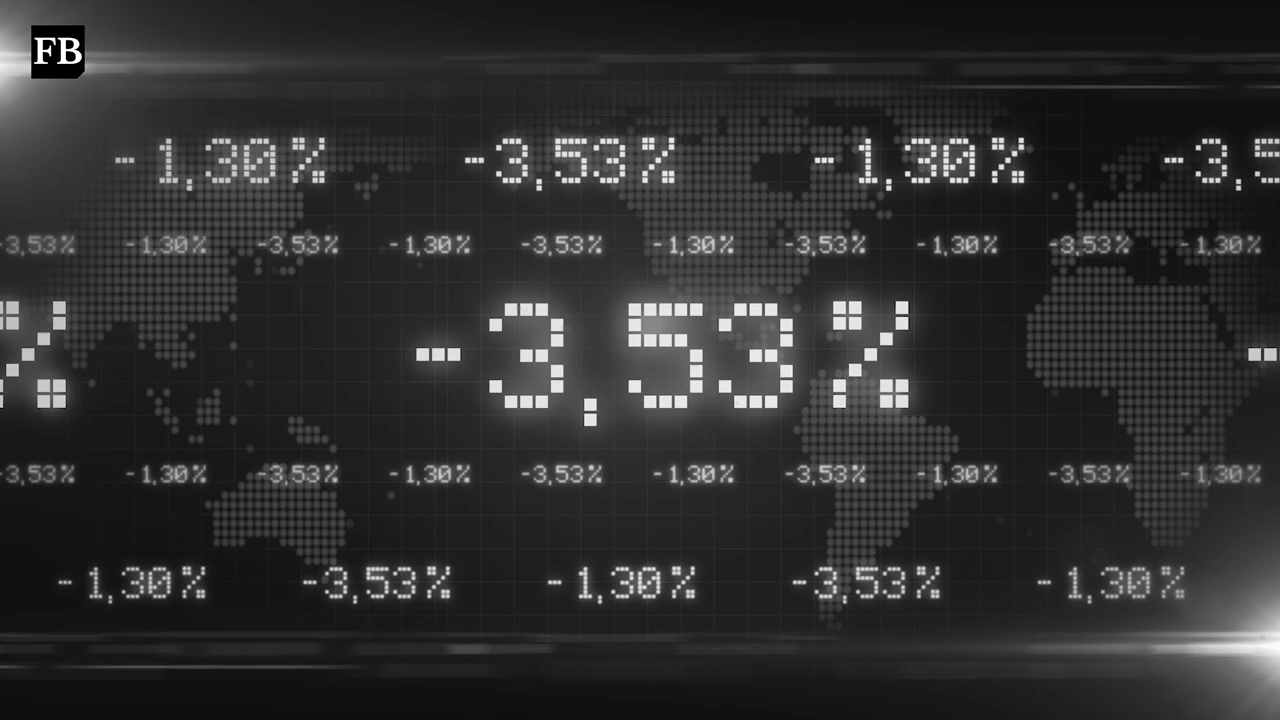 FB
-1,30% -3,53% -1,30% -3,5
-3,53% -1,30% -3,53% -1,30% -3,53% -1,30% -3,53% -1,30% -3,53% -1,30%
% -3,53% -
-3,53% -1,30% -3,53% -1,30% -3,53% -1,30% -3,53% -1,30% -3,53% -1,30%
-1,30% -3,53% -1,30% -3,53% -1,30%